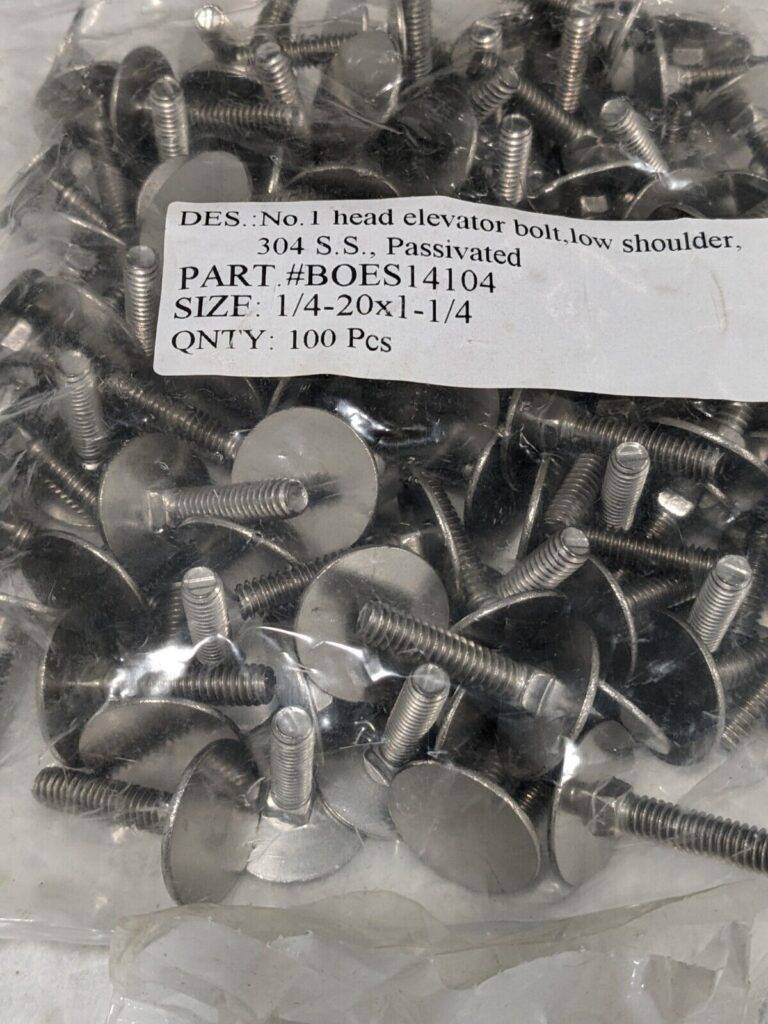 DES.:No.1 head elevator bolt,low shoulder,
304 S.S., Passivated
PART.#BOES14104
SIZE: 1/4-20x1-1/4
QNTY: 100 Pcs